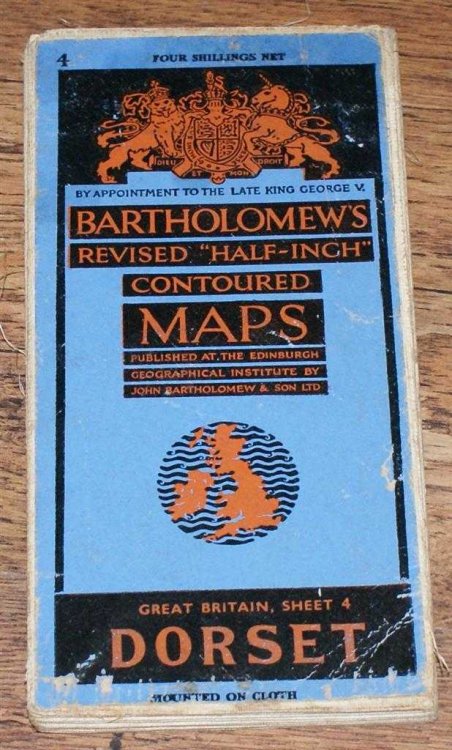 4 FOUR SHILLINGS NET
DIEU ET MON DROIT
BY APPOINTMENT TO THE LATE KING GEORGE V.
BARTHOLOMEW'S
REVISED "HALF-INCH"
CONTOURED
MAPS
PUBLISHED AT THE EDINBURGH
GEOGRAPHICAL INSTITUTE BY
JOHN BARTHOLOMEW & SON LTD
GREAT BRITAIN, SHEET 4
DORSET
MOUNTED ON CLOTH